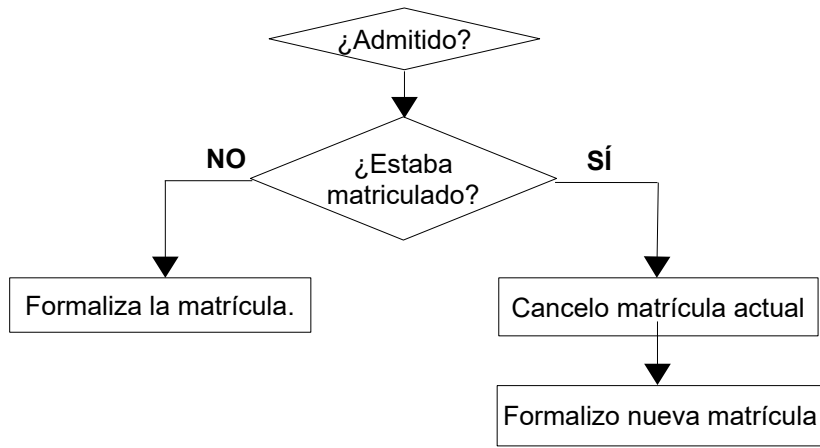 ¿Admitido?
NO
¿Estaba
matriculado?
SÍ
Formaliza la matrícula.
Cancelo matrícula actual
Formalizo nueva matrícula